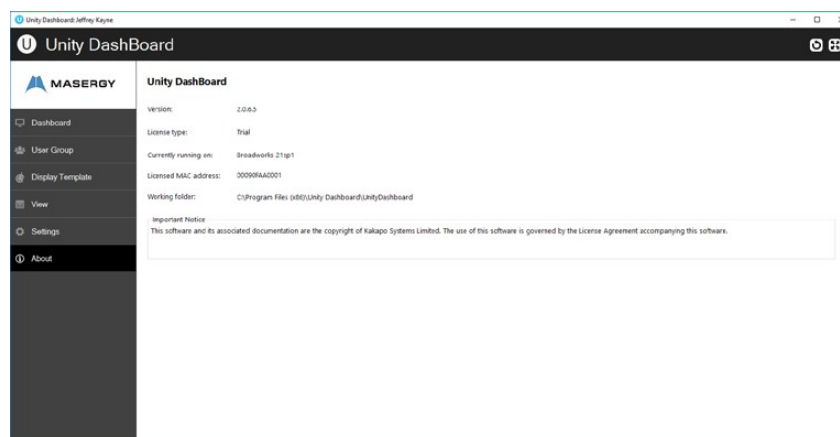 Unity Dashboard: Jeffrey Kayne
Unity DashBoard
MASERGY
Dashboard
User Group
Display Template
View
Settings
About
Unity DashBoard
Version: 2.0.6.5
License type: Trial
Currently running on: Broadworks 21sp1
Licensed MAC address: 00090FAA0001
Working folder: C:\Program Files (x86)\Unity Dashboard\UnityDashboard
Important Notice
This software and its associated documentation are the copyright of Kakapo Systems Limited. The use of this software is governed by the License Agreement accompanying this software.